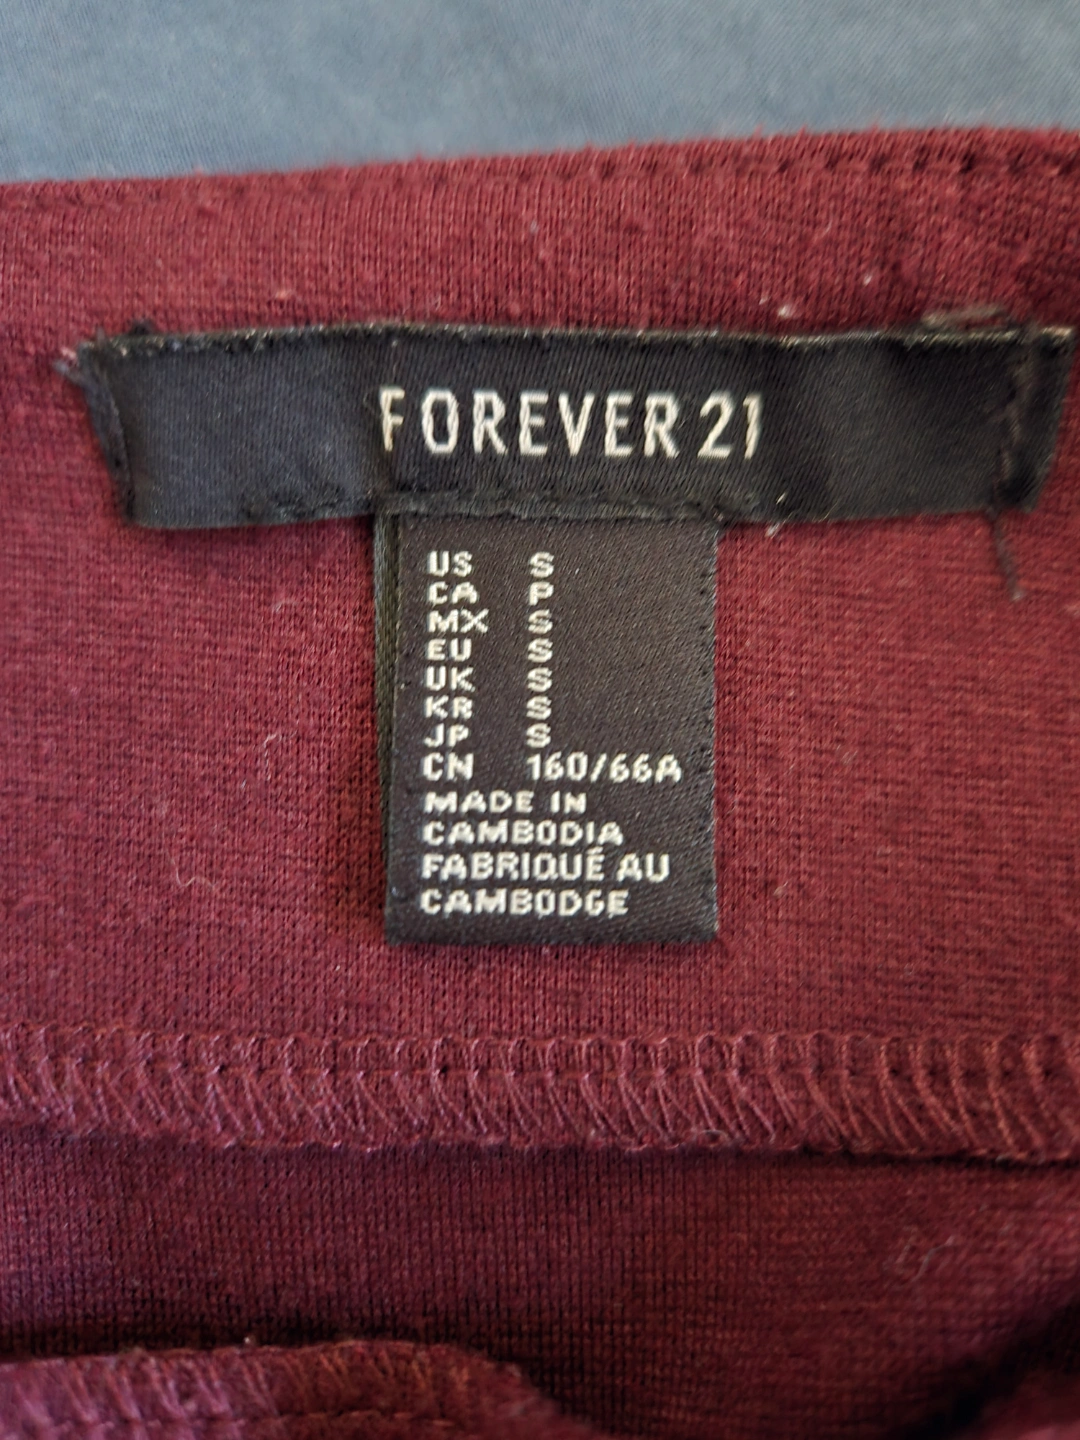 FOREVER 21
US S
CA P
MX S
EU S
UK S
KR S
JP S
CN 160/66A
MADE IN
CAMBODIA
FABRIQUÉ AU
CAMBODGE